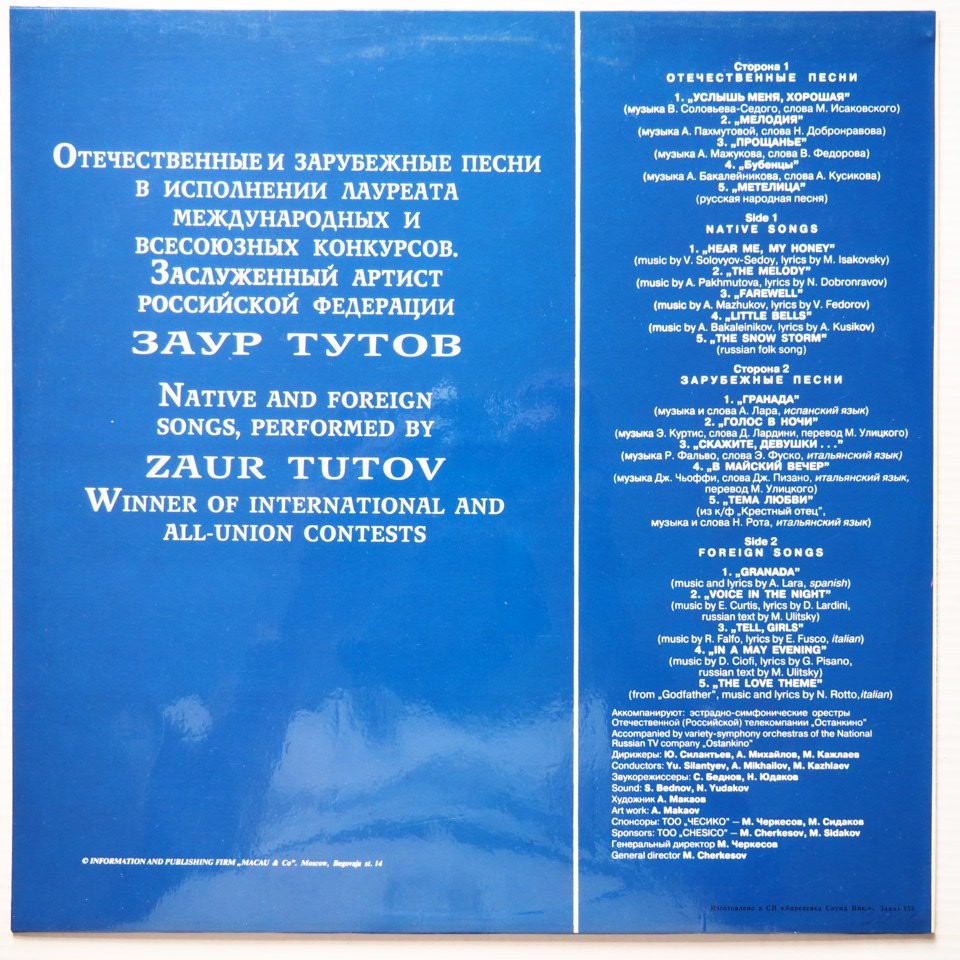 Отечественные и зарубежные песни
в исполнении лауреата
международных и
всесоюзных конкурсов.
Заслуженный артист
Российской Федерации
ЗАУР ТУТОВ
Native and foreign
songs, performed by
ZAUR TUTOV
Winner of international and
all-union contests
© INFORMATION AND PUBLISHING FIRM „MACAU & Co". Moscow, Begovaja st. 14
Сторона 1
ОТЕЧЕСТВЕННЫЕ ПЕСНИ
1. „УСЛЫШЬ МЕНЯ, ХОРОШАЯ"
(музыка В. Соловьева-Седого, слова М. Исаковского)
2. „МЕЛОДИЯ"
(музыка А. Пахмутовой, слова Н. Добронравова)
3. „ПРОЩАНЬЕ"
(музыка А. Мажукова, слова В. Федорова)
4. „Бубенцы"
(музыка А. Бакалейникова, слова А. Кусикова)
5. „МЕТЕЛИЦА"
(русская народная песня)
Side 1
NATIVE SONGS
1. „HEAR ME, MY HONEY"
(music by V. Solovyov-Sedoy, lyrics by M. Isakovsky)
2. „THE MELODY"
(music by A. Pakhmutova, lyrics by N. Dobronravov)
3. „FAREWELL"
(music by A. Mazhukov, lyrics by V. Fedorov)
4. „LITTLE BELLS"
(music by A. Bakaleinikov, lyrics by A. Kusikov)
5. „THE SNOW STORM"
(russian folk song)
Сторона 2
ЗАРУБЕЖНЫЕ ПЕСНИ
1. „ГРАНАДА"
(музыка и слова А. Лара, испанский язык)
2. „ГОЛОС В НОЧИ"
(музыка Э. Куртис, слова Д. Лардини, перевод М. Улицкого)
3. „СКАЖИТЕ, ДЕВУШКИ . . ."
(музыка Р. Фальво, слова Э. Фуско, итальянский язык)
4. „В МАЙСКИЙ ВЕЧЕР"
(музыка Дж. Чьоффи, слова Дж. Пизано, итальянский язык,
перевод М. Улицкого)
5. „ТЕМА ЛЮБВИ"
(из к/ф „Крестный отец",
музыка и слова Н. Рота, итальянский язык)
Side 2
FOREIGN SONGS
1. „GRANADA"
(music and lyrics by A. Lara, spanish)
2. „VOICE IN THE NIGHT"
(music by E. Curtis, lyrics by D. Lardini,
russian text by M. Ulitsky)
3. „TELL, GIRLS"
(music by R. Falfo, lyrics by E. Fusco, italian)
4. „IN A MAY EVENING"
(music by D. Ciofi, lyrics by G. Pisano,
russian text by M. Ulitsky)
5. „THE LOVE THEME"
(from „Godfather", music and lyrics by N. Rotto,italian)
Аккомпанируют: эстрадно-симфонические орестры
Отечественной (Российской) телекомпании „Останкино"
Accompanied by variety-symphony orchestras of the National
Russian TV company „Ostankino"
Дирижеры: Ю. Силантьев, А. Михайлов, М. Кажлаев
Conductors: Yu. Silantyev, A. Mikhailov, M. Kazhlaev
Звукорежиссеры: С. Беднов, Н. Юдаков
Sound: S. Bednov, N. Yudakov
Художник А. Макаов
Art work: A. Makaov
Спонсоры: ТОО „ЧЕСИКО" — М. Черкесов, М. Сидаков
Sponsors: TOO „CHESICO" — M. Cherkesov, M. Sidakov
Генеральный директор М. Черкесов
General director M. Cherkesov
Изготовлено в СП